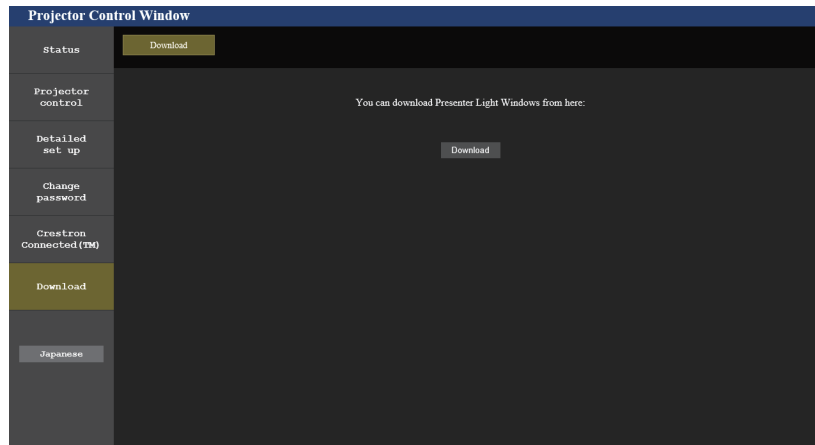 Projector Control Window
Status
Download
Projector
control
You can download Presenter Light Windows from here:
Detailed
set up
Download
Change
password
Crestron
Connected(TM)
Download
Japanese